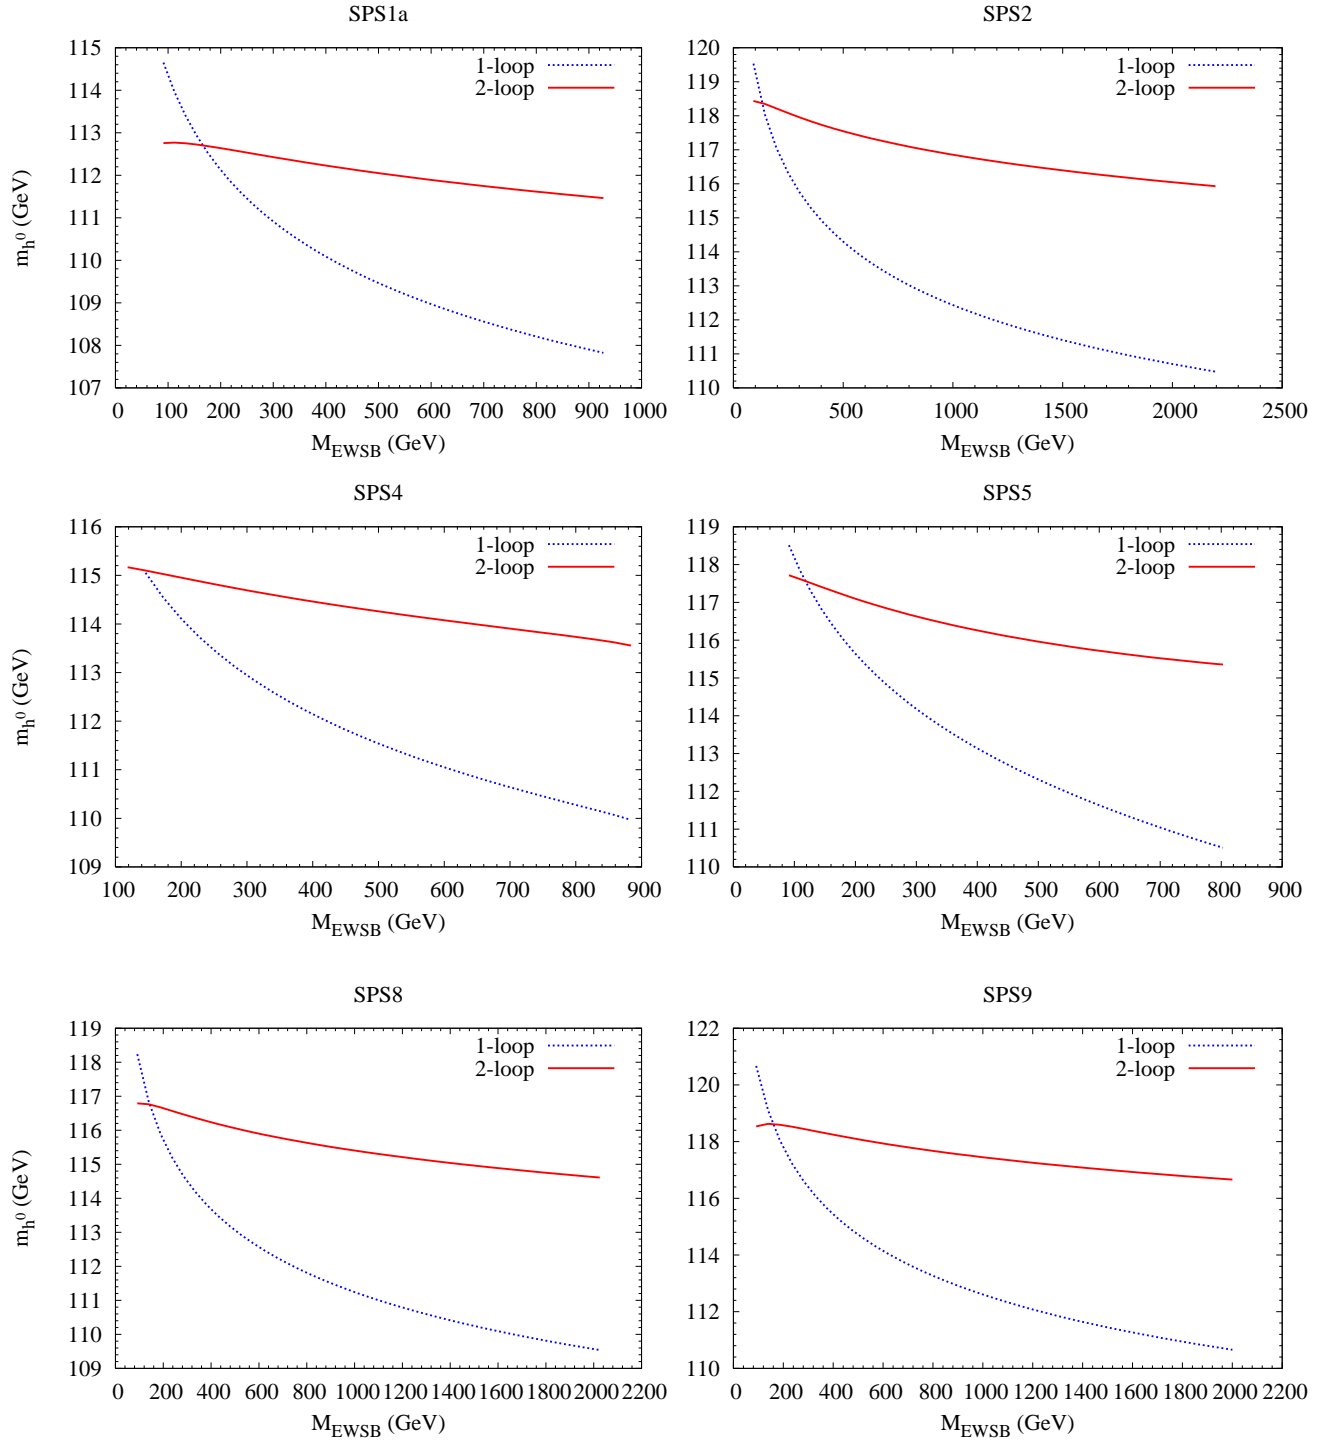 SPS1a
115
114
113
112
111
110
109
108
107
0 100 200 300 400 500 600 700 800 900 1000
m_h^0 (GeV)
M_EWSB (GeV)
1-loop
2-loop
SPS2
120
119
118
117
116
115
114
113
112
111
110
0 500 1000 1500 2000 2500
M_EWSB (GeV)
1-loop
2-loop
SPS4
116
115
114
113
112
111
110
109
100 200 300 400 500 600 700 800 900
m_h^0 (GeV)
M_EWSB (GeV)
1-loop
2-loop
SPS5
119
118
117
116
115
114
113
112
111
110
0 100 200 300 400 500 600 700 800 900
M_EWSB (GeV)
1-loop
2-loop
SPS8
119
118
117
116
115
114
113
112
111
110
109
0 200 400 600 800 1000 1200 1400 1600 1800 2000 2200
m_h^0 (GeV)
M_EWSB (GeV)
1-loop
2-loop
SPS9
122
120
118
116
114
112
110
0 200 400 600 800 1000 1200 1400 1600 1800 2000 2200
M_EWSB (GeV)
1-loop
2-loop